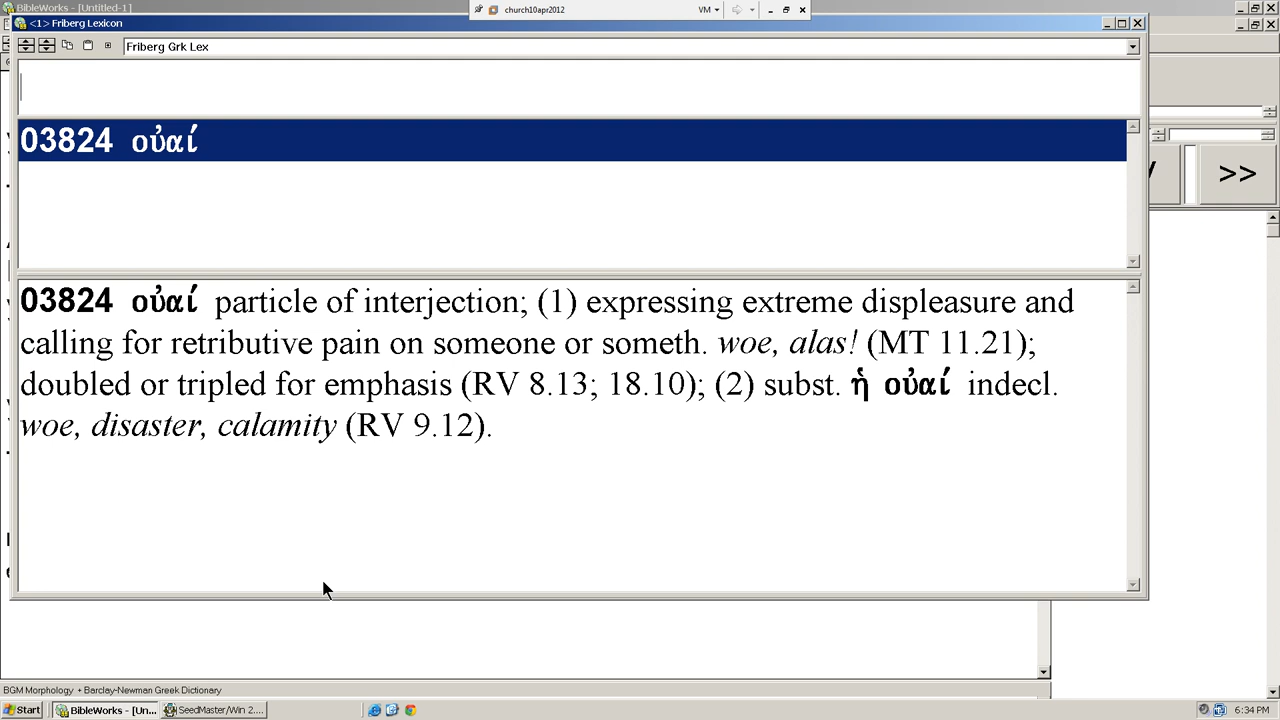 BibleWorks - [Untitled-1]
church10apr2012
VM
<1> Friberg Lexicon
Friberg Grk Lex
03824 οὐαί
>>
03824 οὐαί particle of interjection; (1) expressing extreme displeasure and
calling for retributive pain on someone or someth. woe, alas! (MT 11.21);
doubled or tripled for emphasis (RV 8.13; 18.10); (2) subst. ἡ οὐαί indecl.
woe, disaster, calamity (RV 9.12).
BGM Morphology + Barclay-Newman Greek Dictionary
Start
BibleWorks - [Un...
SeedMaster/Win 2....
6:34 PM